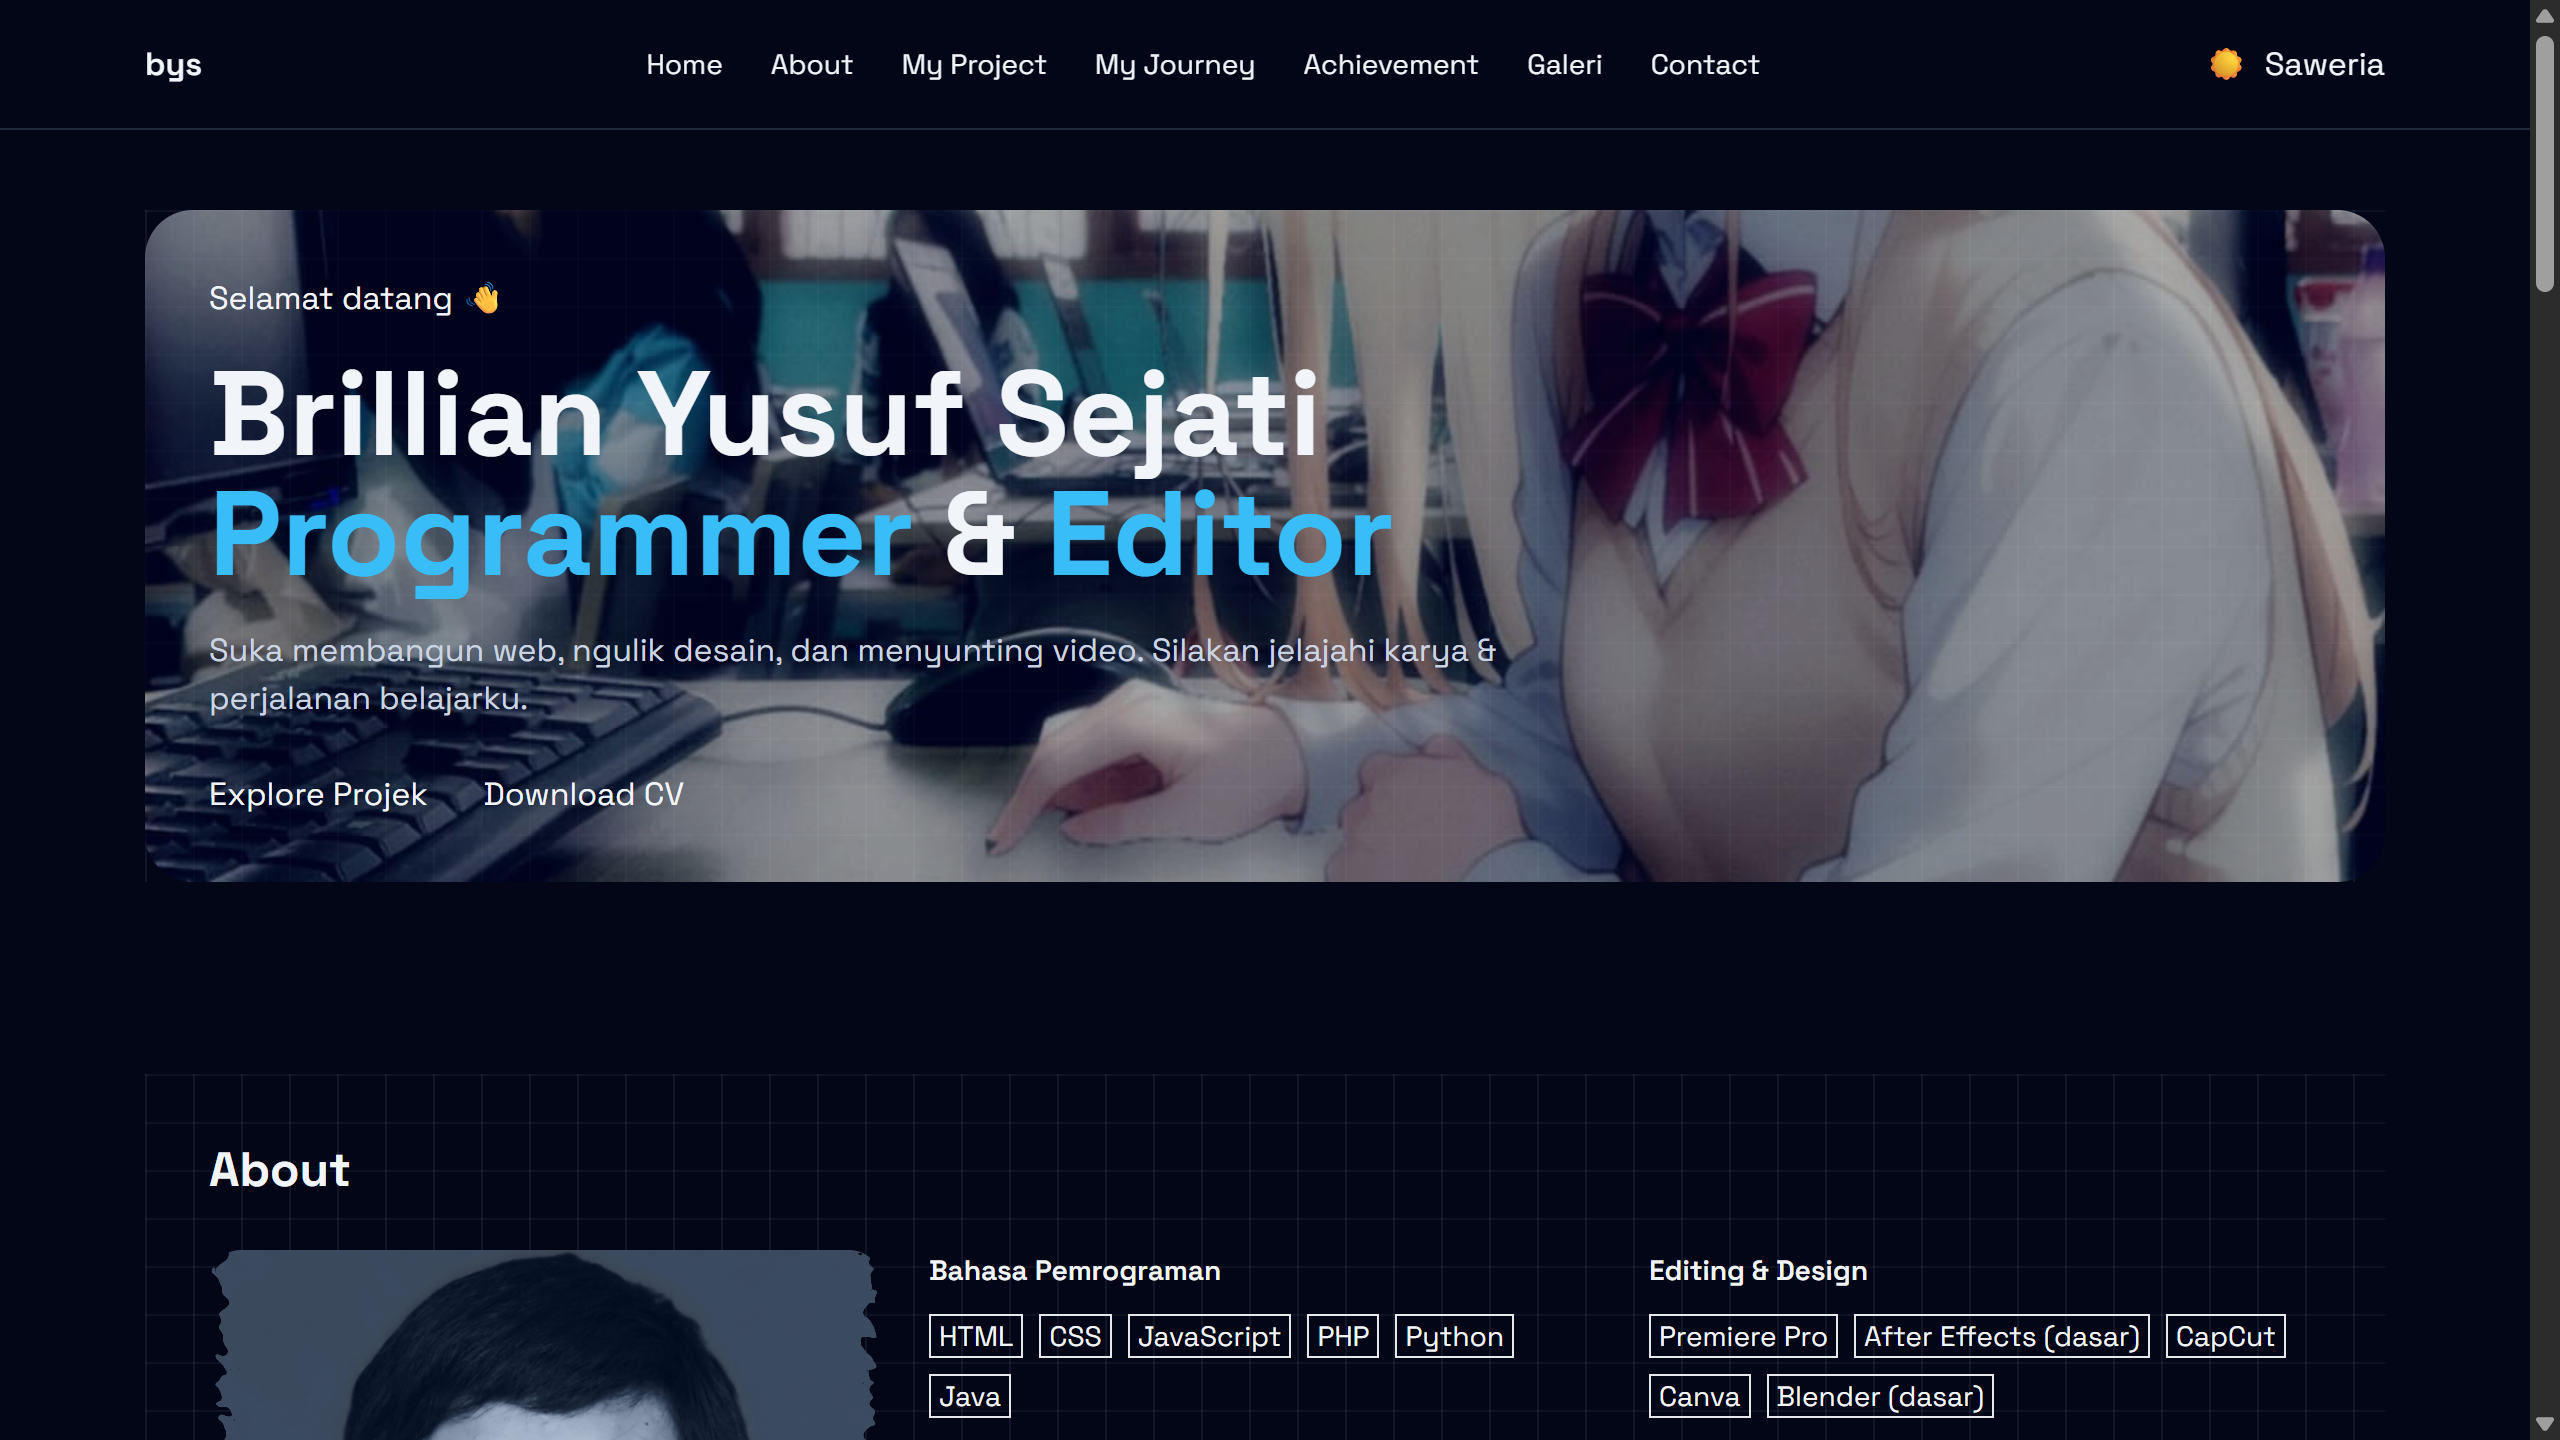 bys
Home About My Project My Journey Achievement Galeri Contact
Saweria
Selamat datang 👋
Brillian Yusuf Sejati
Programmer & Editor
Suka membangun web, ngulik desain, dan menyunting video. Silakan jelajahi karya &
perjalanan belajarku.
Explore Projek Download CV
About
Bahasa Pemrograman
HTML CSS JavaScript PHP Python
Java
Editing & Design
Premiere Pro After Effects (dasar) CapCut
Canva Blender (dasar)